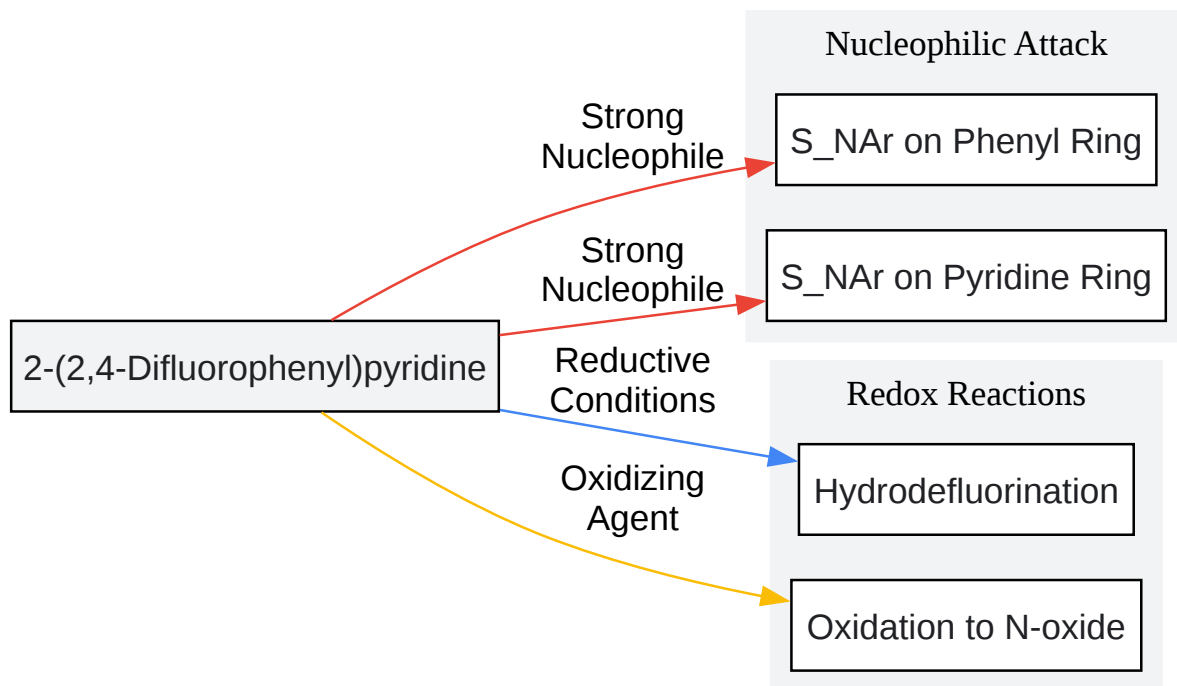 Nucleophilic Attack
Strong
Nucleophile
S_NAr on Phenyl Ring
Strong
Nucleophile
S_NAr on Pyridine Ring
2-(2,4-Difluorophenyl)pyridine
Reductive
Conditions
Redox Reactions
Hydrodefluorination
Oxidizing
Agent
Oxidation to N-oxide